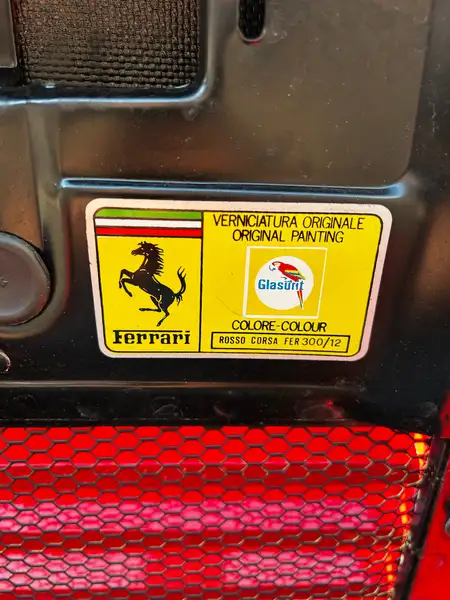 VERNICIATURA ORIGINALE
ORIGINAL PAINTING
Glasurit
COLORE-COLOUR
ROSSO CORSA FER 300/12
Ferrari